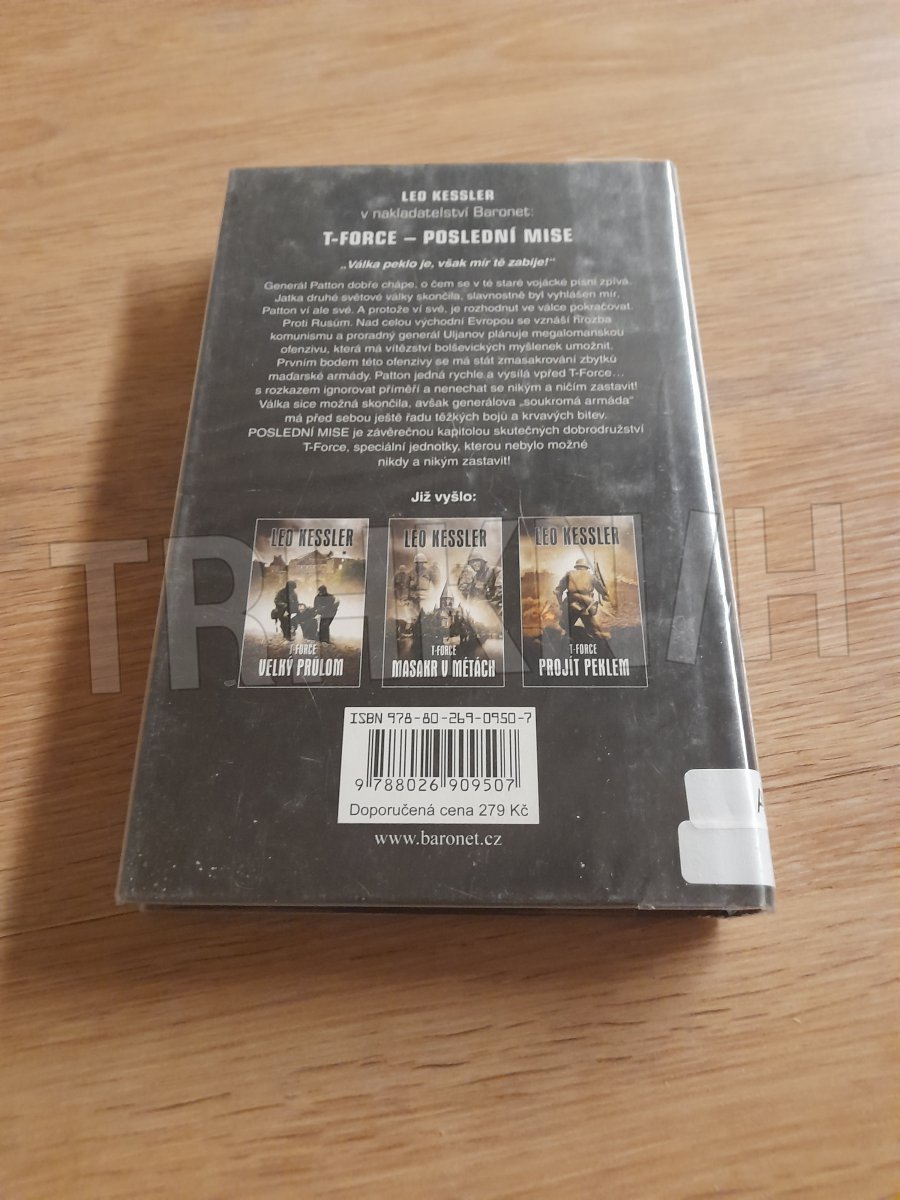 LEO KESSLER
v nakladatelství Baronet:
T-FORCE – POSLEDNÍ MISE
„Válka peklo je, však mír tě zabije!“
Generál Patton dobře chápe, o čem se v té staré vojácké písni zpívá.
Jatka druhé světové války skončila, slavnostně byl vyhlášen mír.
Patton ví ale své. A protože ví své, je rozhodnut ve válce pokračovat.
Proti Rusům. Nad celou východní Evropou se vznáší hrozba
komunismu a proradný generál Uljanov plánuje megalomanskou
ofenzivu, která má vítězství bolševických myšlenek umožnit.
Prvním bodem této ofenzivy se má stát zmasakrování zbytků
maďarské armády. Patton jedná rychle a vysílá vpřed T-Force…
s rozkazem ignorovat příměří a nenechat se nikým a ničím zastavit!
Válka sice možná skončila, avšak generálova „soukromá armáda“
má před sebou ještě řadu těžkých bojů a krvavých bitev.
POSLEDNÍ MISE je závěrečnou kapitolou skutečných dobrodružství
T-Force, speciální jednotky, kterou nebylo možné
nikdy a nikým zastavit!
Již vyšlo:
LEO KESSLER
T-FORCE
VELKÝ PRŮLOM
LEO KESSLER
T-FORCE
MASAKR V METÁCH
LEO KESSLER
T-FORCE
PROJÍT PEKLEM
ISBN 978-80-269-0950-7
9 788026 909507
Doporučená cena 279 Kč
www.baronet.cz